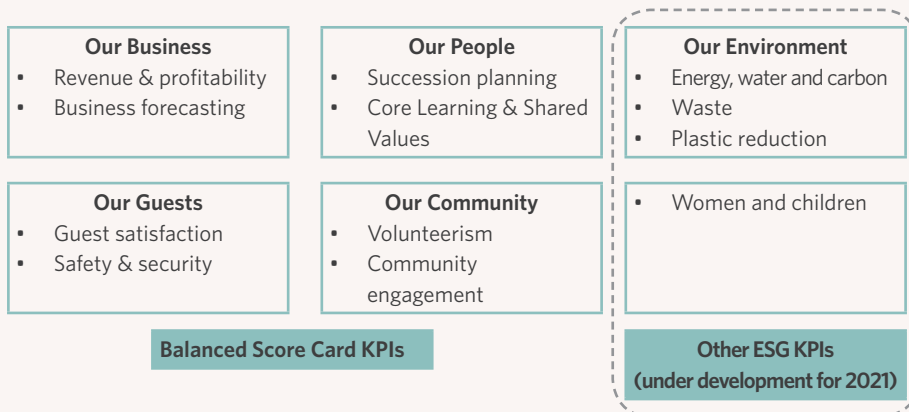 Our Business
• Revenue & profitability
• Business forecasting
Our People
• Succession planning
• Core Learning & Shared
Values
Our Environment
• Energy, water and carbon
• Waste
• Plastic reduction
Our Guests
• Guest satisfaction
• Safety & security
Our Community
• Volunteerism
• Community
engagement
• Women and children
Balanced Score Card KPIs
Other ESG KPIs
(under development for 2021)